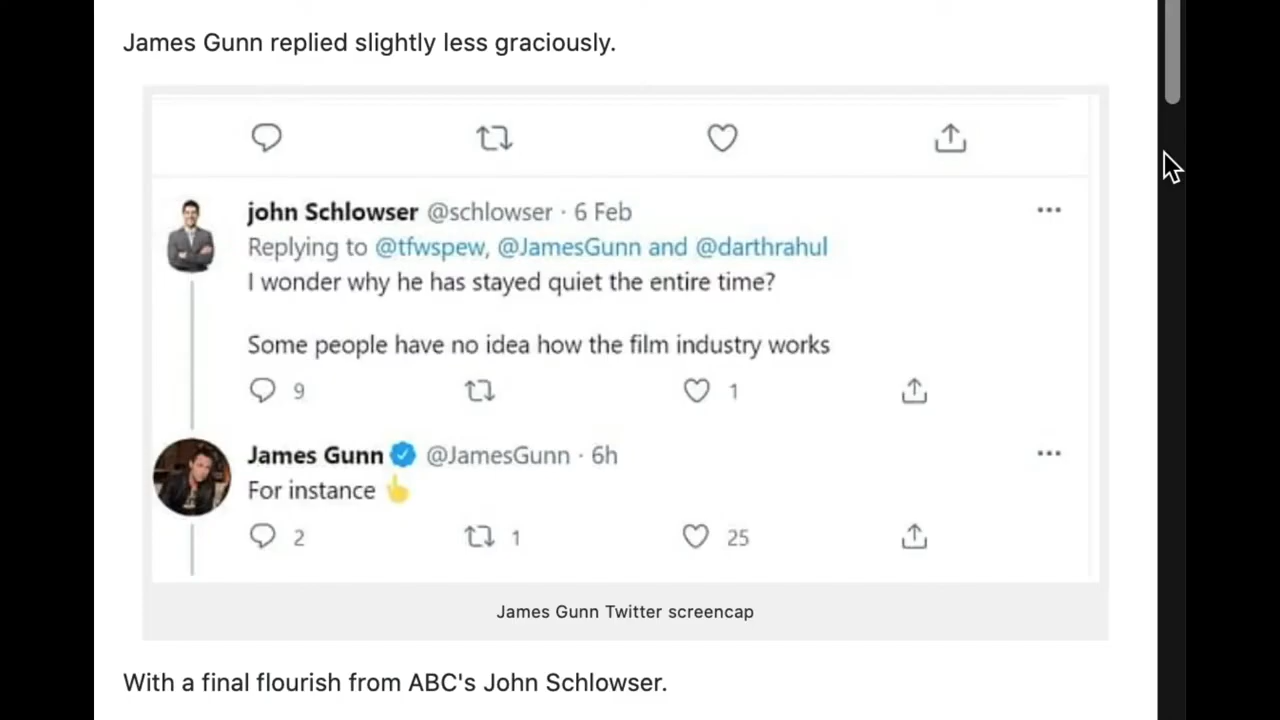 James Gunn replied slightly less graciously.
john Schlowser @schlowser · 6 Feb
Replying to @tfwspew, @JamesGunn and @darthrahul
I wonder why he has stayed quiet the entire time?
Some people have no idea how the film industry works
9 1
James Gunn @JamesGunn · 6h
For instance 👆
2 1 25
James Gunn Twitter screencap
With a final flourish from ABC's John Schlowser.